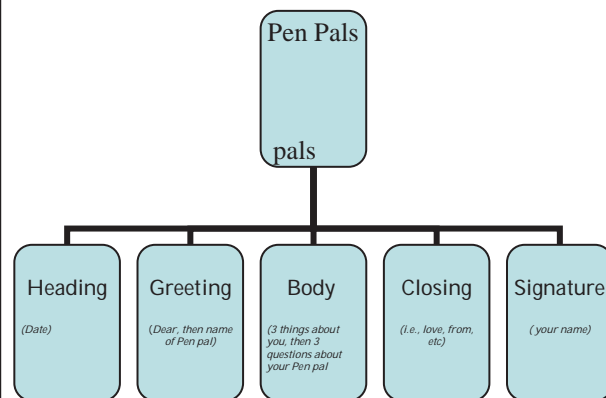 Pen Pals
pals
Heading
(Date)
Greeting
(Dear, then name
of Pen pal)
Body
(3 things about
you, then 3
questions about
your Pen pal
Closing
(I.e., love, from,
etc)
Signature
( your name)